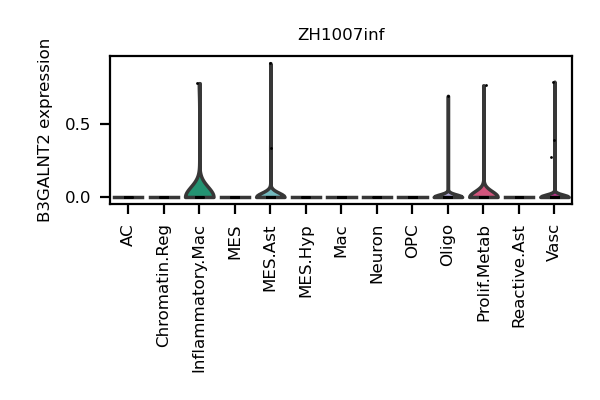 ZH1007inf
B3GALNT2 expression
0.5
0.0
AC
Chromatin.Reg
Inflammatory.Mac
MES
MES.Ast
MES.Hyp
Mac
Neuron
OPC
Oligo
Prolif.Metab
Reactive.Ast
Vasc